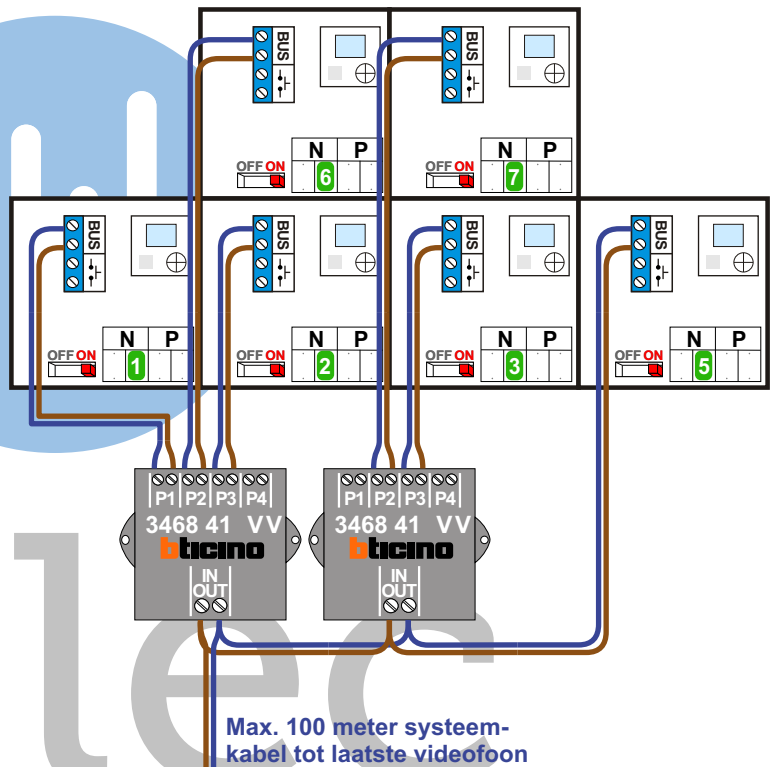 BUS
N P
OFF ON
6
BUS
N P
OFF ON
7
BUS
N P
OFF ON
1
BUS
N P
OFF ON
2
BUS
N P
OFF ON
3
BUS
N P
OFF ON
5
P1 P2 P3 P4
3468 41 VV
bticino
IN
OUT
P1 P2 P3 P4
3468 41 VV
bticino
IN
OUT
lec
Max. 100 meter systeem-
kabel tot laatste videofoon